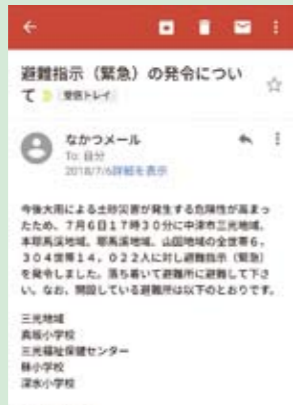 避難指示（緊急）の発令につい
て 受信トレイ
なかつメール
To: 自分
2018/7/6詳細を表示
今後大雨による土砂災害が発生する危険性が高まっ
たため、７月６日１７時３０分に中津市三光地域、
本耶馬渓地域、耶馬渓地域、山国地域の全世帯６，
３０４世帯１４，０２２人に対し避難指示（緊急）
を発令しました。落ち着いて避難所に避難して下さ
い。なお、開設している避難所は以下のとおりです。
三光地域
真坂小学校
三光福祉保健センター
秣小学校
深水小学校